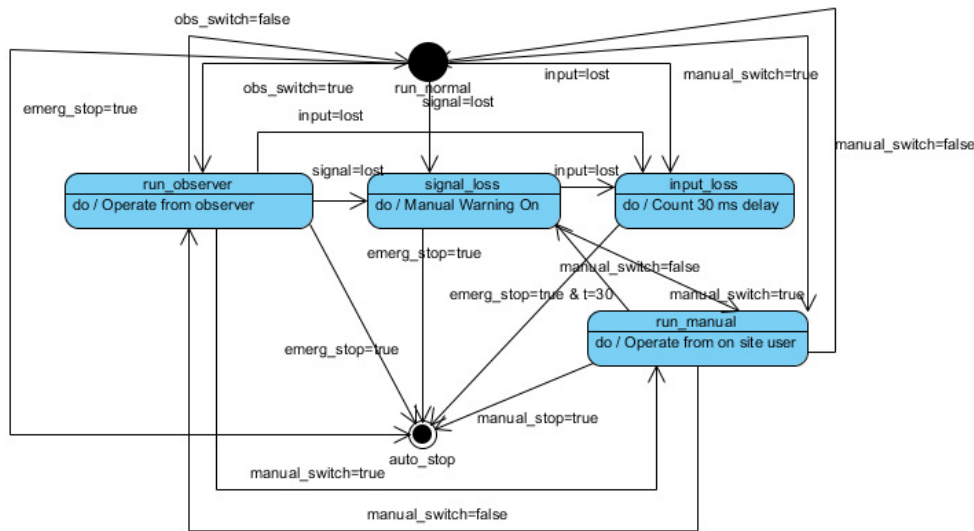 obs_switch=false
run_normal
obs_switch=true
input=lost
manual_switch=true
emerg_stop=true
signal=lost
input=lost
manual_switch=false
signal=lost
input=lost
run_observer
do / Operate from observer
signal_loss
do / Manual Warning On
input_loss
do / Count 30 ms delay
emerg_stop=true
manual_switch=false
emerg_stop=true & t=30
manual_switch=true
run_manual
do / Operate from on site user
emerg_stop=true
manual_stop=true
auto_stop
manual_switch=true
manual_switch=false